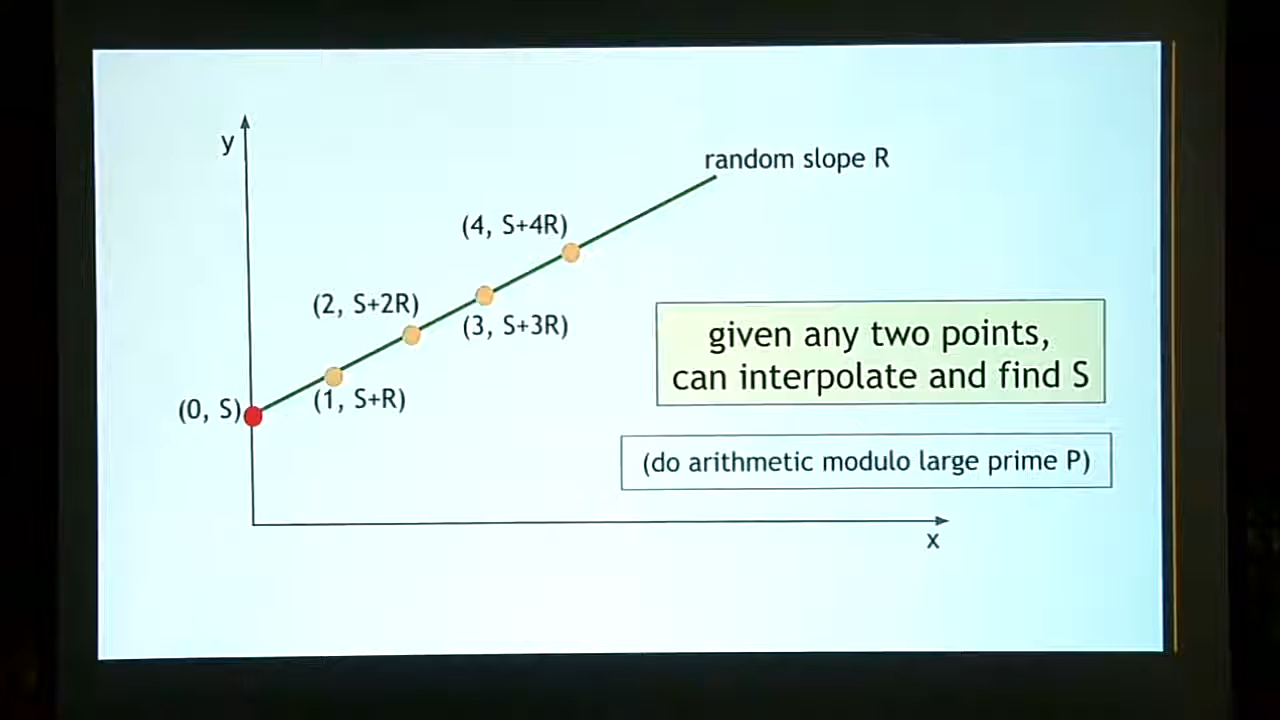 y
random slope R
(4, S+4R)
(2, S+2R)
(3, S+3R)
(1, S+R)
(0, S)
given any two points,
can interpolate and find S
(do arithmetic modulo large prime P)
x